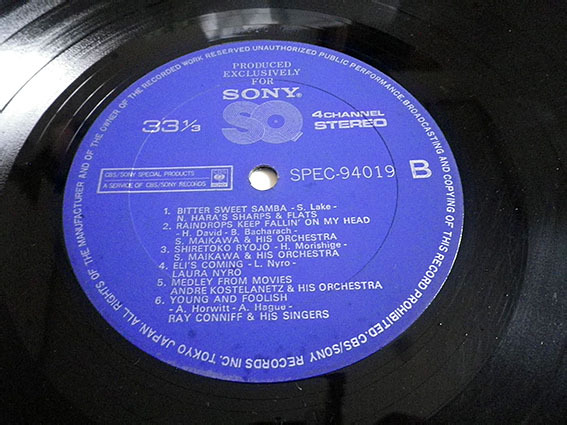 OF THE MANUFACTURER AND OF THE OWNER OF THE RECORDED WORK RESERVED UNAUTHORIZED PUBLIC PERFORMANCE BROADCASTING AND COPYING OF THIS RECORD PROHIBITED. CBS/SONY RECORDS INC. TOKYO JAPAN ALL RIGHTS
PRODUCED
EXCLUSIVELY
FOR
SONY®
33 1/3
SQ
4 CHANNEL
STEREO
CBS/SONY SPECIAL PRODUCTS
A SERVICE OF CBS/SONY RECORDS
SPEC-94019 B
1. BITTER SWEET SAMBA - S. Lake -
N. HARA'S SHARPS & FLATS
2. RAINDROPS KEEP FALLIN' ON MY HEAD
- H. David - B. Bacharach -
S. MAIKAWA & HIS ORCHESTRA
3. SHIRETOKO RYOJO - H. Morishige -
S. MAIKAWA & HIS ORCHESTRA
4. ELI'S COMING - L. Nyro -
LAURA NYRO
5. MEDLEY FROM MOVIES
ANDRE KOSTELANETZ & HIS ORCHESTRA
6. YOUNG AND FOOLISH
- A. Horwitt - A. Hague -
RAY CONNIFF & HIS SINGERS